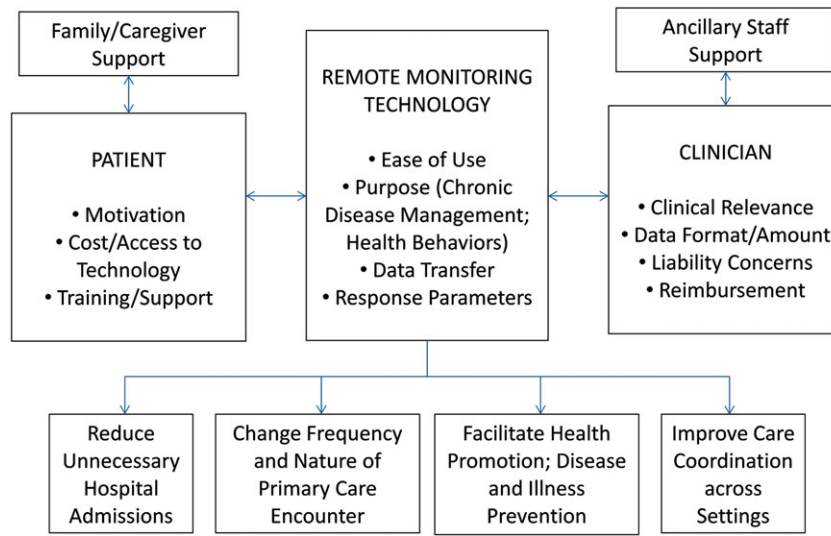 Family/Caregiver
Support
REMOTE MONITORING
TECHNOLOGY
• Ease of Use
• Purpose (Chronic
Disease Management;
Health Behaviors)
• Data Transfer
• Response Parameters
Ancillary Staff
Support
PATIENT
• Motivation
• Cost/Access to
Technology
• Training/Support
CLINICIAN
• Clinical Relevance
• Data Format/Amount
• Liability Concerns
• Reimbursement
Reduce
Unnecessary
Hospital
Admissions
Change Frequency
and Nature of
Primary Care
Encounter
Facilitate Health
Promotion; Disease
and Illness
Prevention
Improve Care
Coordination
across
Settings